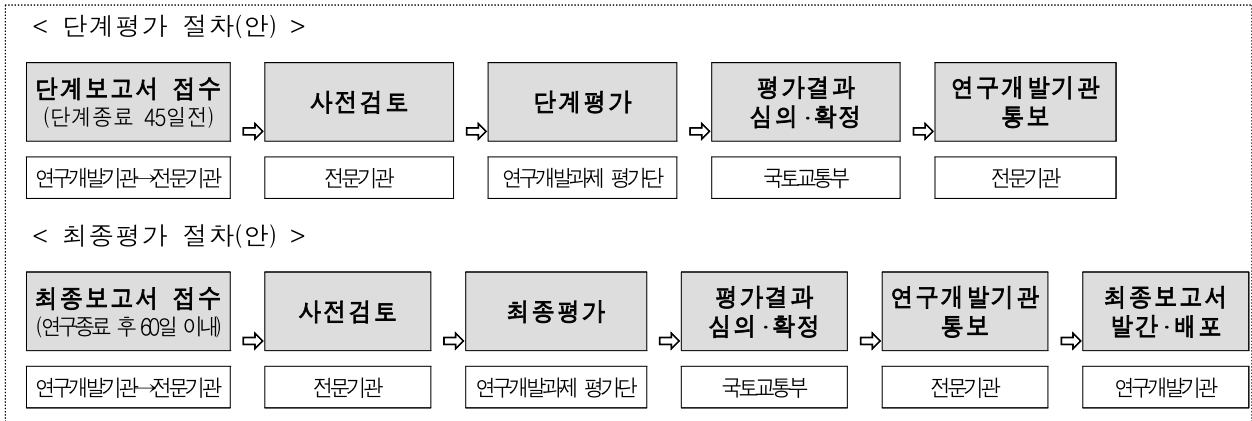 < 단계평가 절차(안) >
단계보고서 접수
(단계종료 45일전)
⇨
사전검토
⇨
단계평가
⇨
평가결과
심의·확정
⇨
연구개발기관
통보
연구개발기관→전문기관
전문기관
연구개발과제 평가단
국토교통부
전문기관
< 최종평가 절차(안) >
최종보고서 접수
(연구종료 후 60일 이내)
⇨
사전검토
⇨
최종평가
⇨
평가결과
심의·확정
⇨
연구개발기관
통보
⇨
최종보고서
발간·배포
연구개발기관→전문기관
전문기관
연구개발과제 평가단
국토교통부
전문기관
연구개발기관